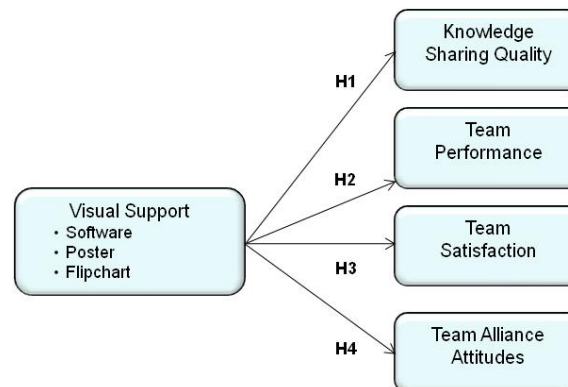 Visual Support
• Software
• Poster
• Flipchart
H1
H2
H3
H4
Knowledge
Sharing Quality
Team
Performance
Team
Satisfaction
Team Alliance
Attitudes